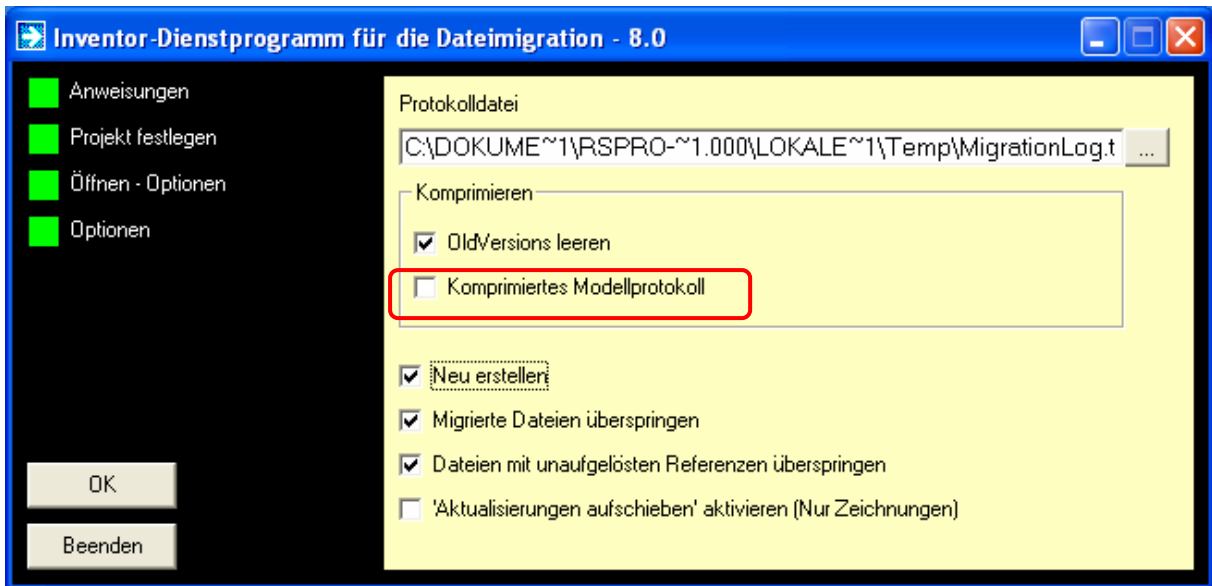 Inventor-Dienstprogramm für die Dateimigration - 8.0
Anweisungen
Projekt festlegen
Öffnen - Optionen
Optionen
OK
Beenden
Protokolldatei
C:\DOKUME~1\RSPRO-~1.000\LOKALE~1\Temp\MigrationLog.t
...
Komprimieren
OldVersions leeren
Komprimiertes Modellprotokoll
Neu erstellen
Migrierte Dateien überspringen
Dateien mit unaufgelösten Referenzen überspringen
'Aktualisierungen aufschieben' aktivieren (Nur Zeichnungen)